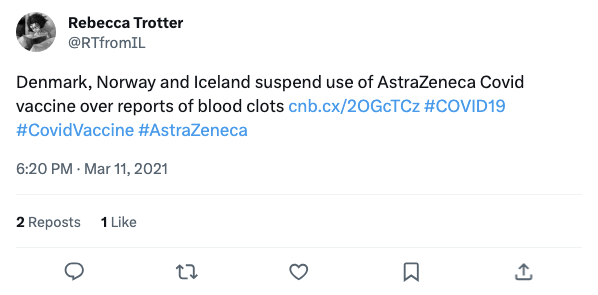 Rebecca Trotter
@RTfromIL
Denmark, Norway and Iceland suspend use of AstraZeneca Covid
vaccine over reports of blood clots cnb.cx/2OGcTCz #COVID19
#CovidVaccine #AstraZeneca
6:20 PM · Mar 11, 2021
2 Reposts 1 Like